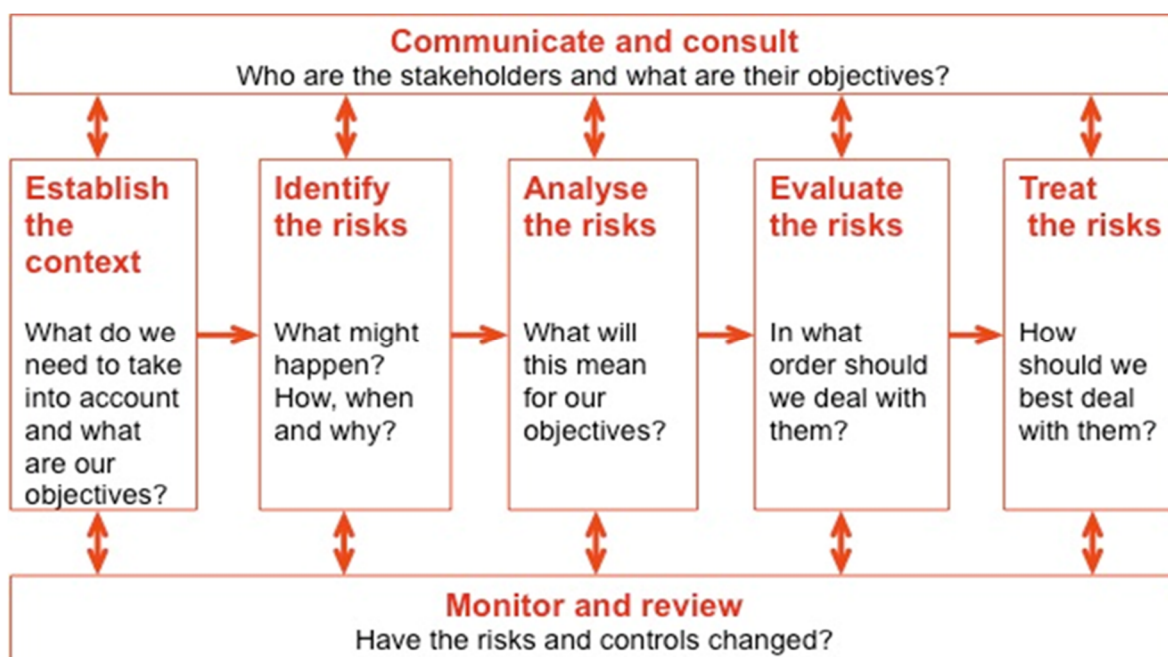 Communicate and consult
Who are the stakeholders and what are their objectives?
Establish
the
context
What do we
need to take
into account
and what
are our
objectives?
Identify
the risks
What might
happen?
How, when
and why?
Analyse
the risks
What will
this mean
for our
objectives?
Evaluate
the risks
In what
order should
we deal with
them?
Treat
the risks
How
should we
best deal
with them?
Monitor and review
Have the risks and controls changed?